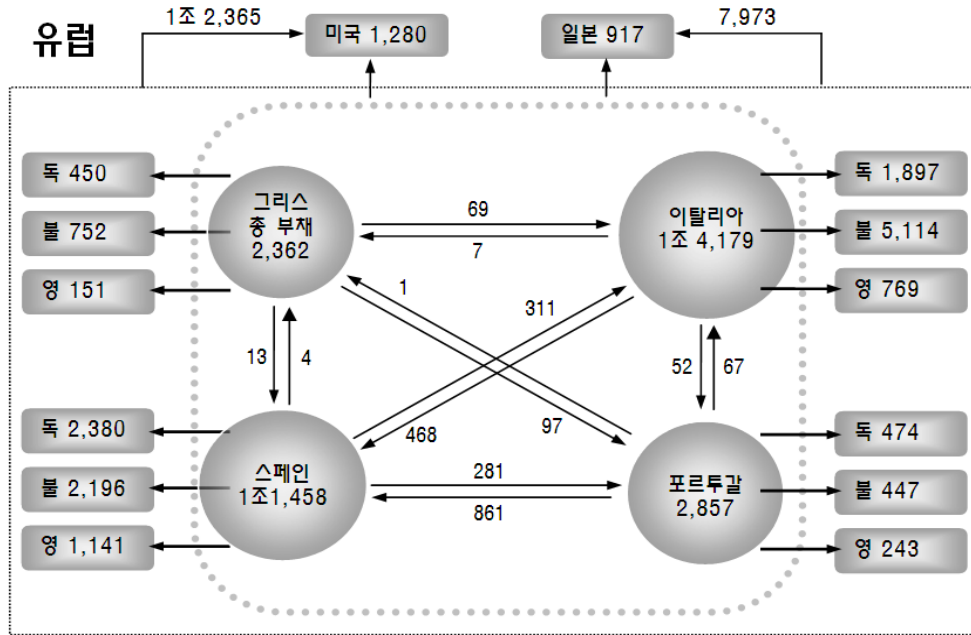 유럽
1조 2,365
미국 1,280
일본 917
7,973
독 450
불 752
영 151
그리스
총 부채
2,362
69
7
이탈리아
1조 4,179
독 1,897
불 5,114
영 769
1
311
13
4
52
67
468
97
독 2,380
불 2,196
영 1,141
스페인
1조1,458
281
861
포르투갈
2,857
독 474
불 447
영 243